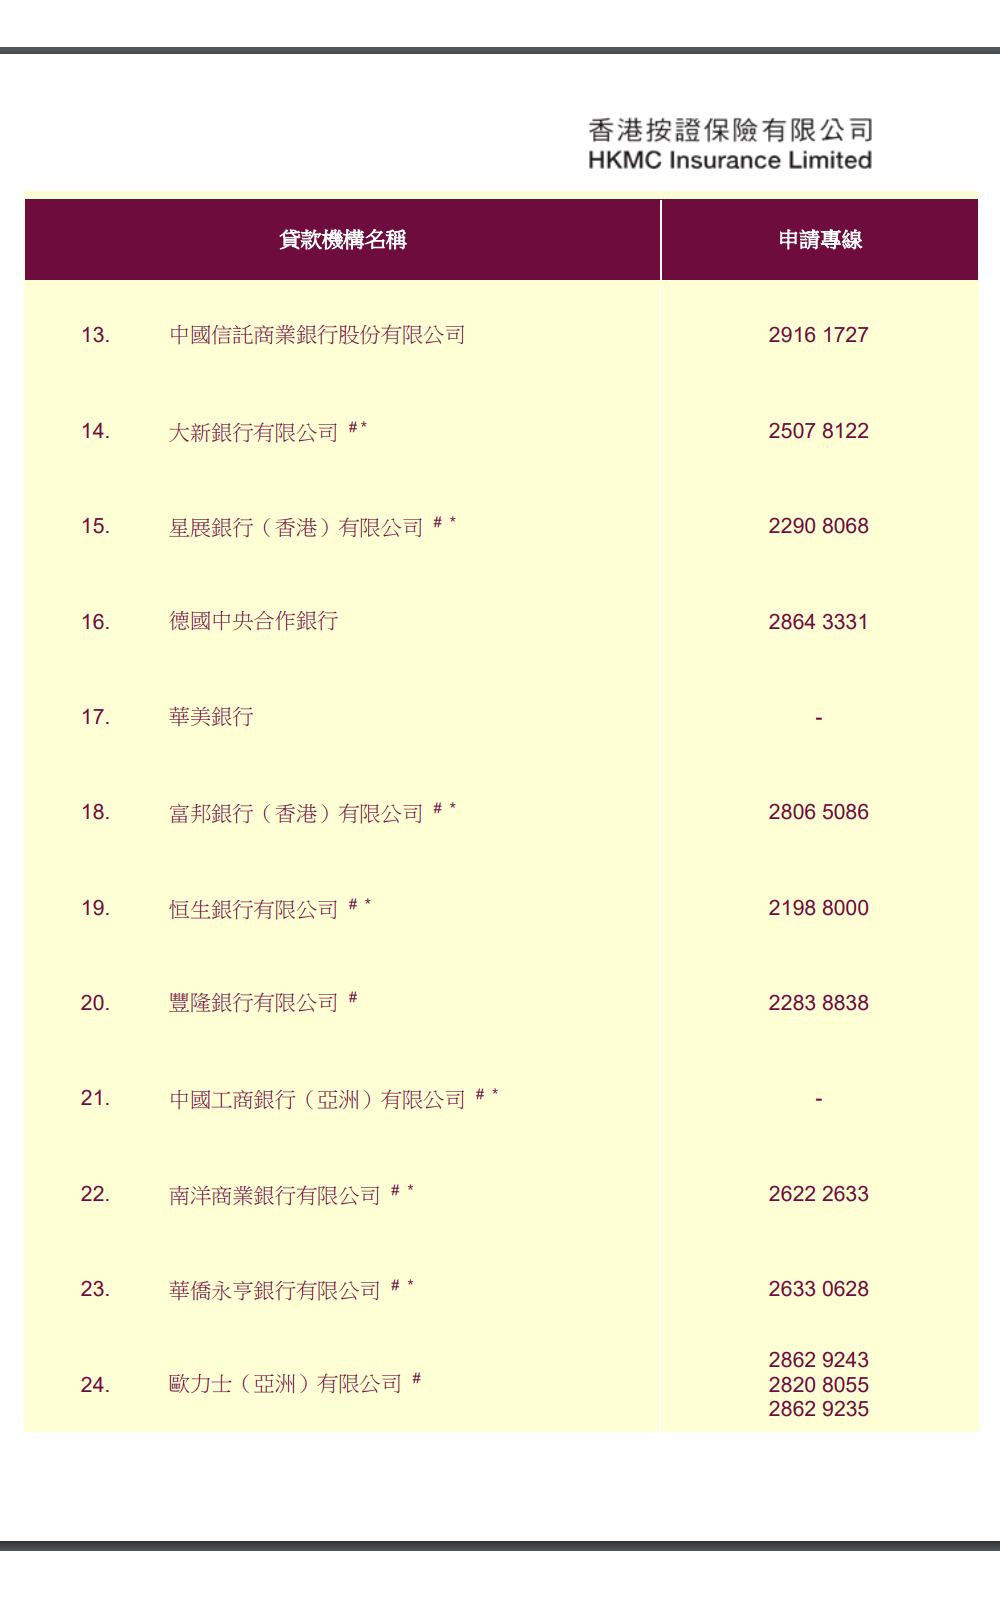 香港按證保險有限公司
HKMC Insurance Limited
貸款機構名稱 申請專線
13. 中國信託商業銀行股份有限公司 2916 1727
14. 大新銀行有限公司 # * 2507 8122
15. 星展銀行（香港）有限公司 # * 2290 8068
16. 德國中央合作銀行 2864 3331
17. 華美銀行 -
18. 富邦銀行（香港）有限公司 # * 2806 5086
19. 恒生銀行有限公司 # * 2198 8000
20. 豐隆銀行有限公司 # 2283 8838
21. 中國工商銀行（亞洲）有限公司 # * -
22. 南洋商業銀行有限公司 # * 2622 2633
23. 華僑永亨銀行有限公司 # * 2633 0628
24. 歐力士（亞洲）有限公司 # 2862 9243
2820 8055
2862 9235